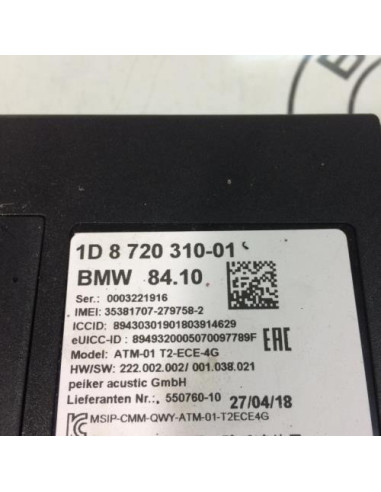 1D 8 720 310-01
BMW 84.10
Ser.: 0003221916
IMEI: 35381707-279758-2
ICCID: 89430301901803914629
eUICC-ID : 8949320005070097789F
EAC
Model: ATM-01 T2-ECE-4G
HW/SW: 222.002.002/ 001.038.021
peiker acustic GmbH
Lieferanten Nr.: 550760-10 27/04/18
MSIP-CMM-QWY-ATM-01-T2ECE4G